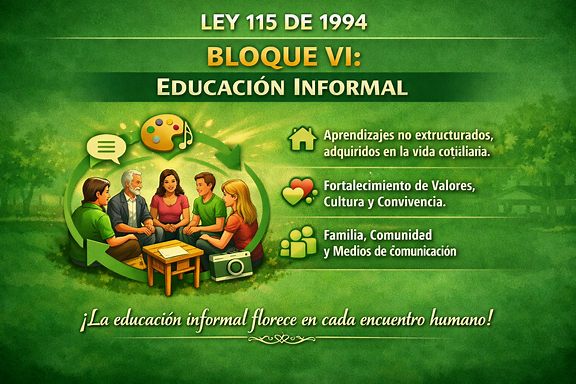 LEY 115 DE 1994
BLOQUE VI:
EDUCACIÓN INFORMAL
Aprendizajes no extructurados,
adquiridos en la vida
Fortalecimiento de Valores,
Cultura y Convivencia.
Familia, Comunidad
y Medios de comunicación
¡La educación informal florece en cada encuentro humano!